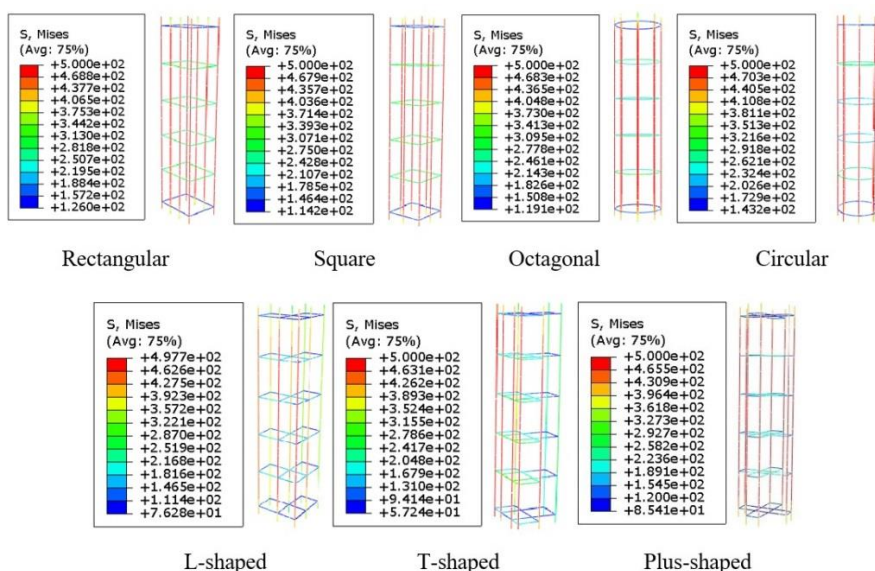 S, Mises
(Avg: 75%)
+5.000e+02
+4.688e+02
+4.377e+02
+4.065e+02
+3.753e+02
+3.442e+02
+3.130e+02
+2.818e+02
+2.507e+02
+2.195e+02
+1.884e+02
+1.572e+02
+1.260e+02
Rectangular
S, Mises
(Avg: 75%)
+5.000e+02
+4.679e+02
+4.357e+02
+4.036e+02
+3.714e+02
+3.393e+02
+3.071e+02
+2.750e+02
+2.428e+02
+2.107e+02
+1.785e+02
+1.464e+02
+1.142e+02
Square
S, Mises
(Avg: 75%)
+5.000e+02
+4.683e+02
+4.365e+02
+4.048e+02
+3.730e+02
+3.413e+02
+3.095e+02
+2.778e+02
+2.461e+02
+2.143e+02
+1.826e+02
+1.508e+02
+1.191e+02
Octagonal
S, Mises
(Avg: 75%)
+5.000e+02
+4.703e+02
+4.405e+02
+4.108e+02
+3.811e+02
+3.513e+02
+3.216e+02
+2.918e+02
+2.621e+02
+2.324e+02
+2.026e+02
+1.729e+02
+1.432e+02
Circular
S, Mises
(Avg: 75%)
+4.977e+02
+4.626e+02
+4.275e+02
+3.923e+02
+3.572e+02
+3.221e+02
+2.870e+02
+2.519e+02
+2.168e+02
+1.816e+02
+1.465e+02
+1.114e+02
+7.628e+01
L-shaped
S, Mises
(Avg: 75%)
+5.000e+02
+4.631e+02
+4.262e+02
+3.893e+02
+3.524e+02
+3.155e+02
+2.786e+02
+2.417e+02
+2.048e+02
+1.679e+02
+1.310e+02
+9.414e+01
+5.724e+01
T-shaped
S, Mises
(Avg: 75%)
+5.000e+02
+4.655e+02
+4.309e+02
+3.964e+02
+3.618e+02
+3.273e+02
+2.927e+02
+2.582e+02
+2.236e+02
+1.891e+02
+1.545e+02
+1.200e+02
+8.541e+01
Plus-shaped